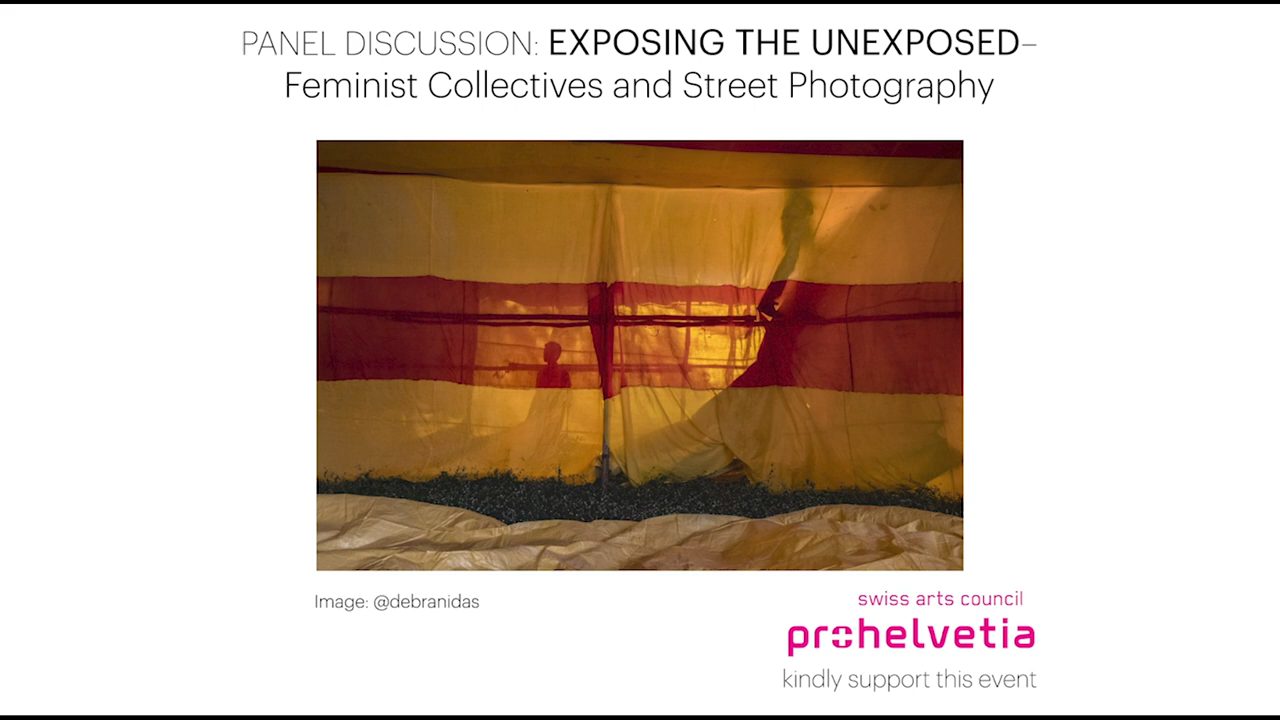 PANEL DISCUSSION: EXPOSING THE UNEXPOSED–
Feminist Collectives and Street Photography
Image: @debranidas
swiss arts council
prohelvetia
kindly support this event